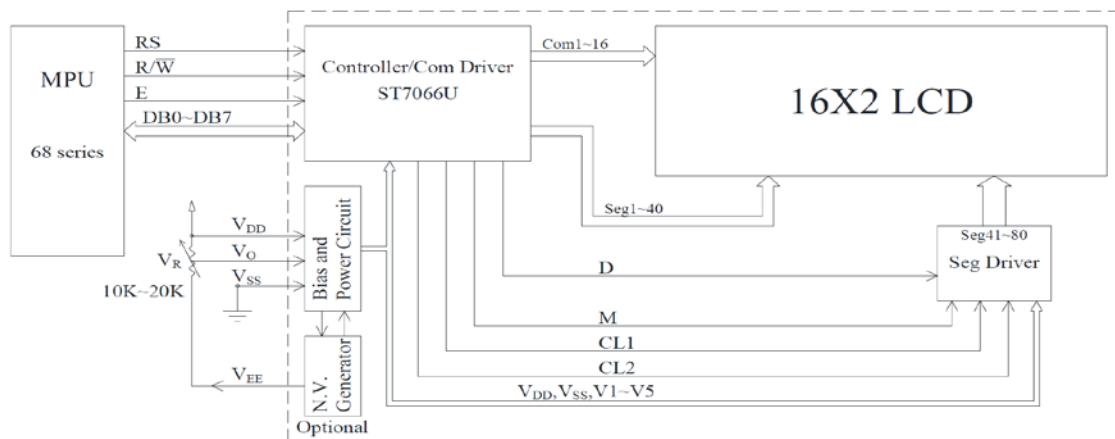 MPU
68 series
RS
R/W̅
E
DB0~DB7
Controller/Com Driver
ST7066U
Com1~16
16X2 LCD
Seg1~40
Seg41~80
Seg Driver
VDD
VO
VR
VSS
10K~20K
Bias and
Power Circuit
D
M
CL1
CL2
VDD,VSS,V1~V5
VEE
N.V.
Generator
Optional